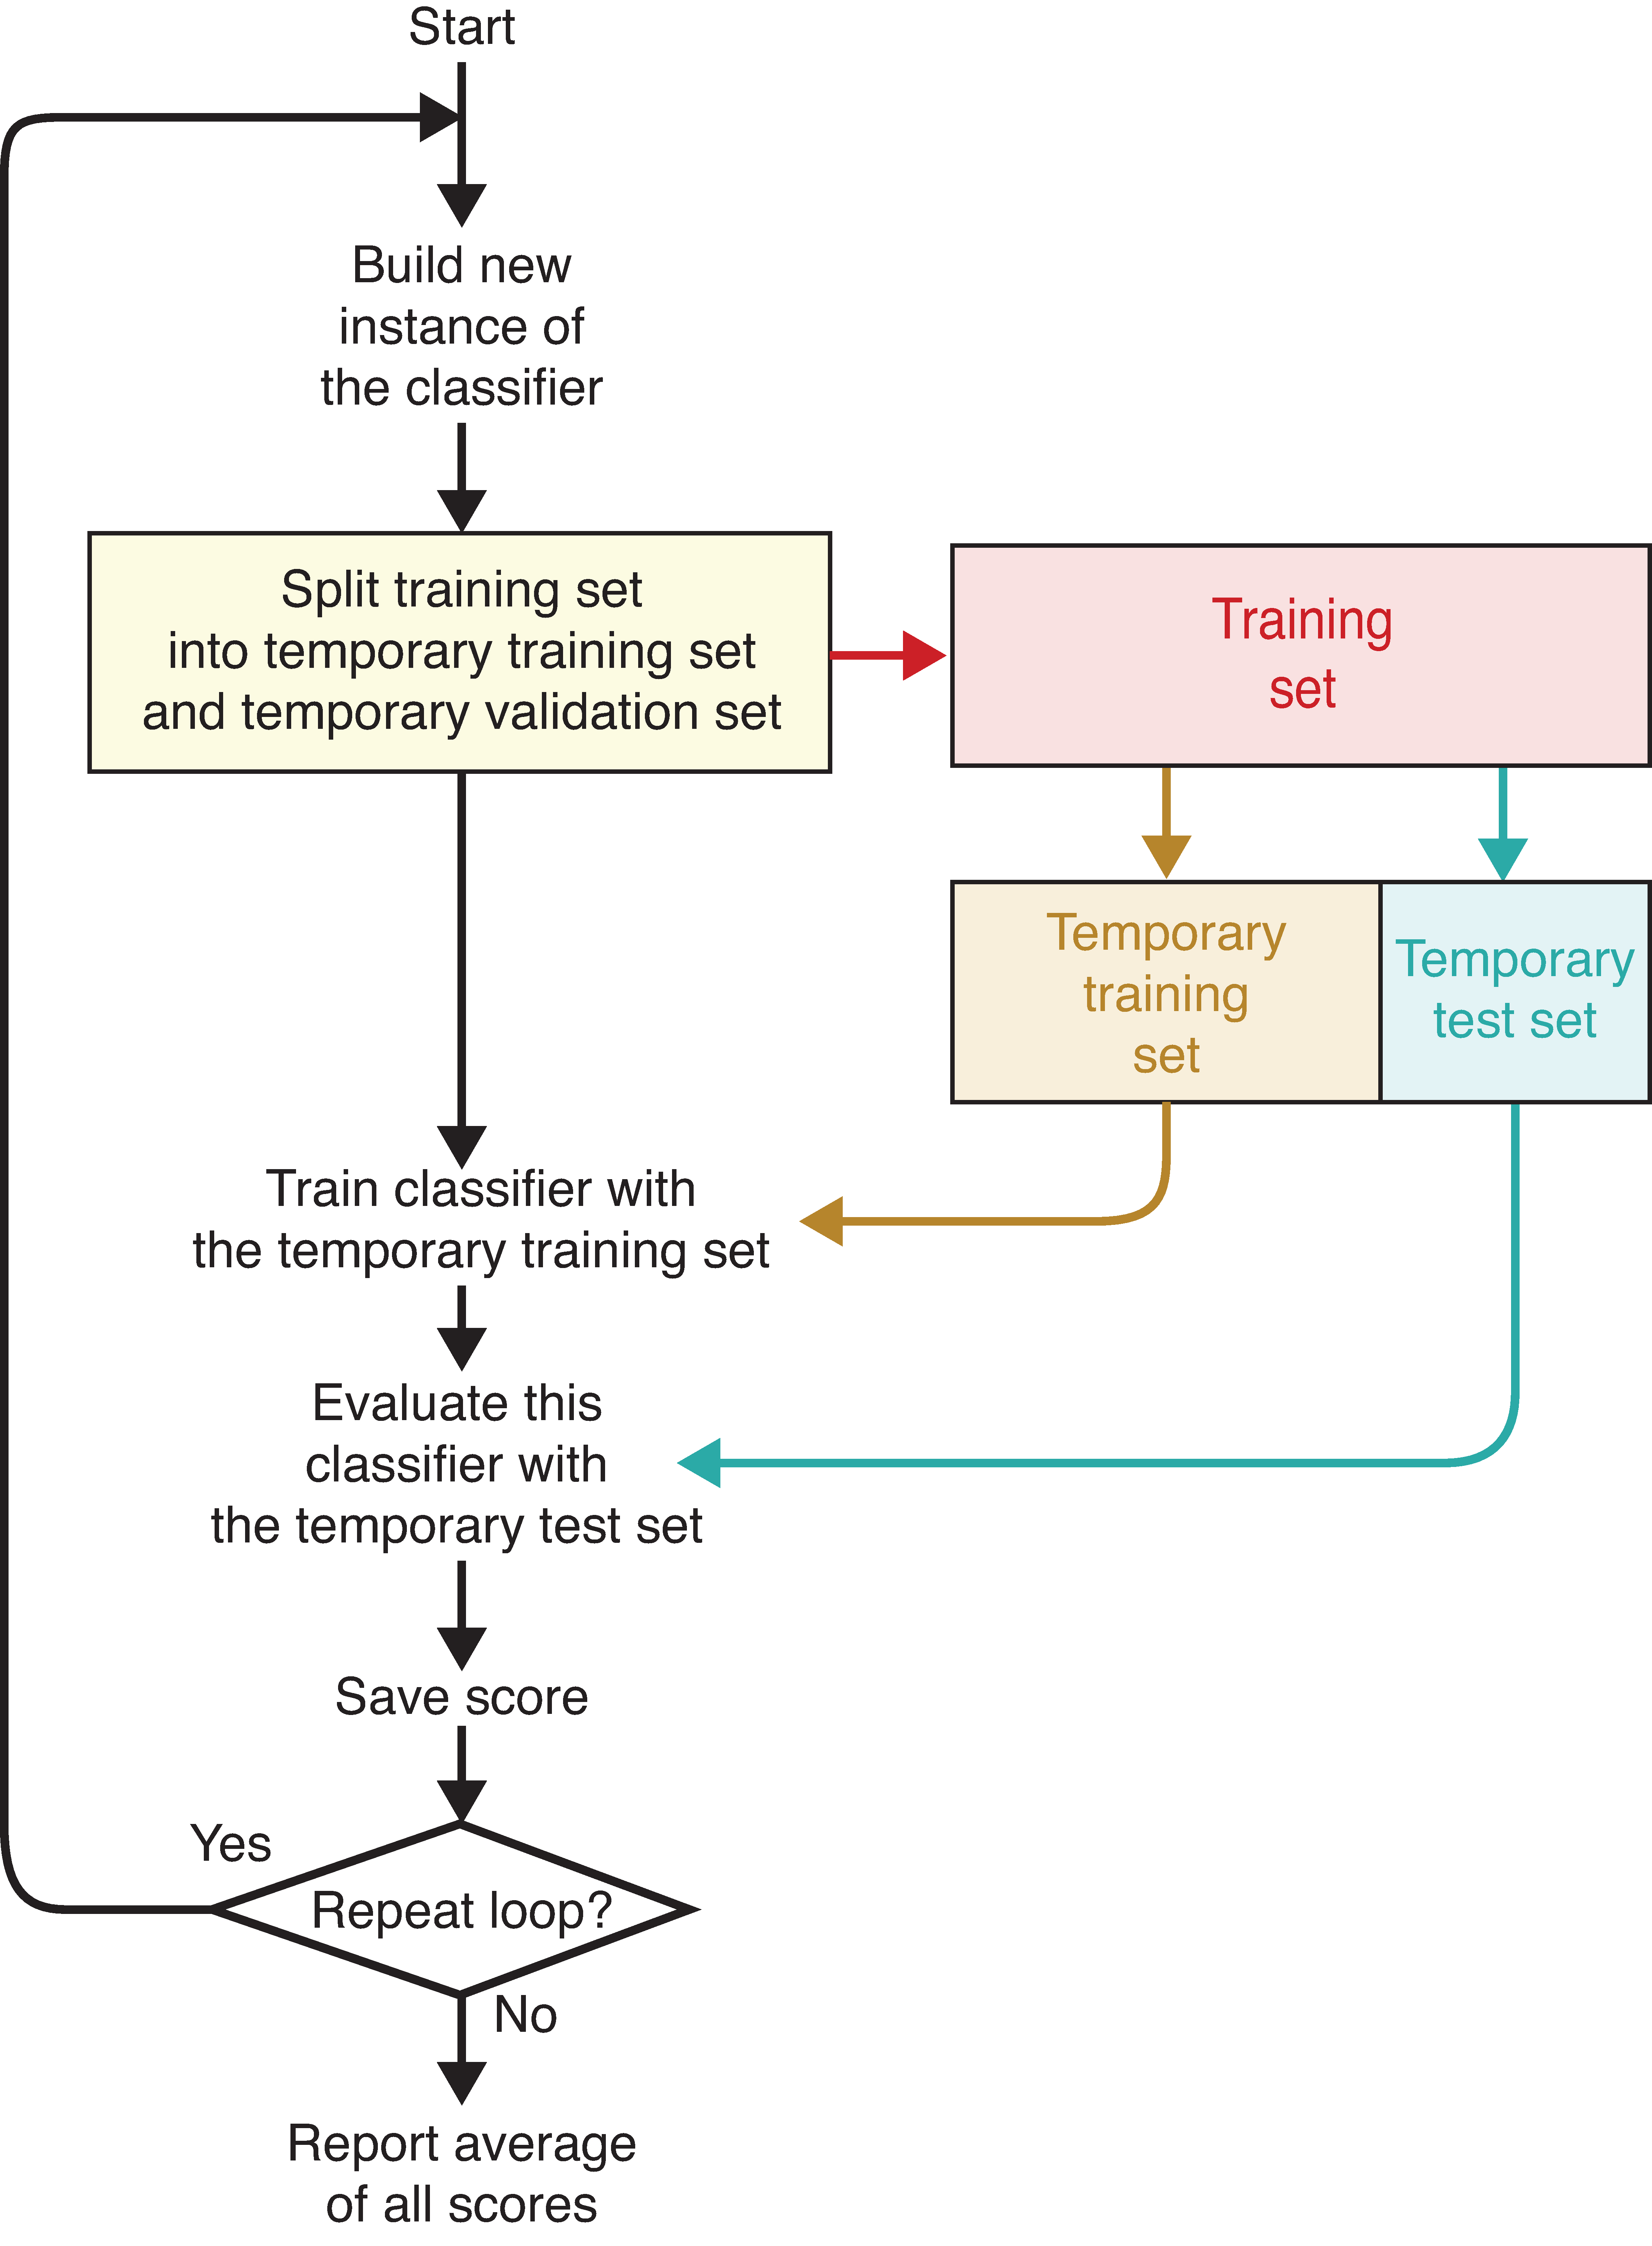 Start
Build new
instance of
the classifier
Split training set
into temporary training set
and temporary validation set
Training
set
Temporary
training
set
Temporary
test set
Train classifier with
the temporary training set
Evaluate this
classifier with
the temporary test set
Save score
Yes
Repeat loop?
No
Report average
of all scores